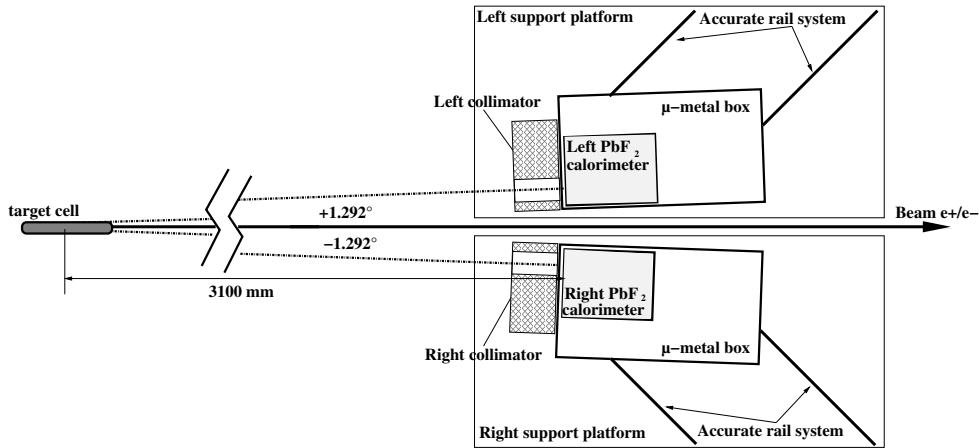 Left support platform
Accurate rail system
Left collimator
μ−metal box
Left PbF2
calorimeter
+1.292°
target cell
Beam e+/e−
−1.292°
3100 mm
Right PbF2
calorimeter
Right collimator
μ−metal box
Right support platform
Accurate rail system